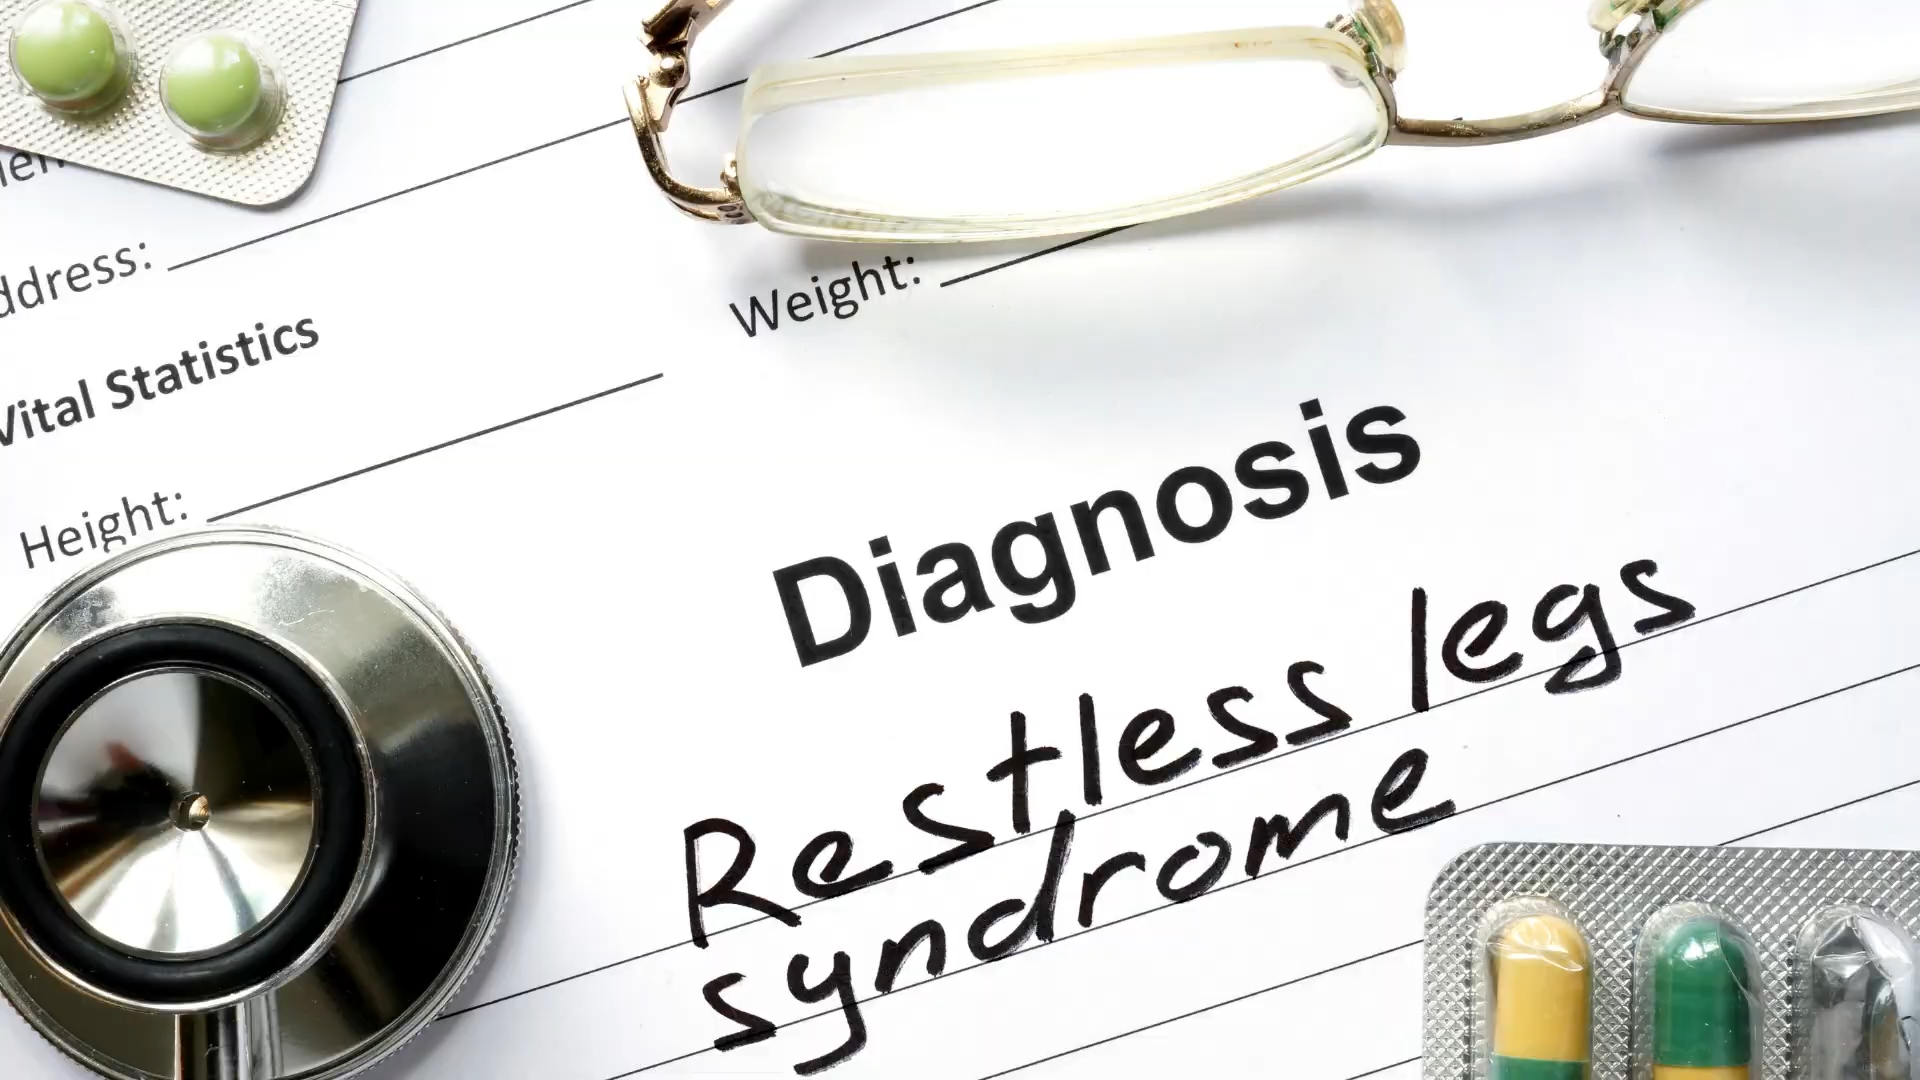 ddress:
Vital Statistics
Weight:
Height:
Diagnosis
Restless legs
syndrome